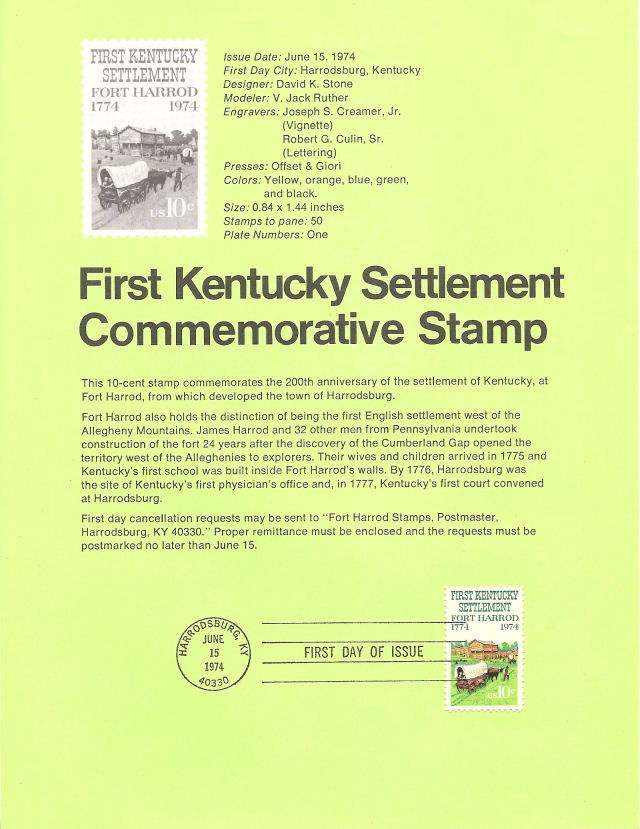 FIRST KENTUCKY
SETTLEMENT
FORT HARROD
1774 1974
US 10c
Issue Date: June 15, 1974
First Day City: Harrodsburg, Kentucky
Designer: David K. Stone
Modeler: V. Jack Ruther
Engravers: Joseph S. Creamer, Jr.
(Vignette)
Robert G. Culin, Sr.
(Lettering)
Presses: Offset & Giori
Colors: Yellow, orange, blue, green,
and black.
Size: 0.84 x 1.44 inches
Stamps to pane: 50
Plate Numbers: One
First Kentucky Settlement
Commemorative Stamp
This 10-cent stamp commemorates the 200th anniversary of the settlement of Kentucky, at
Fort Harrod, from which developed the town of Harrodsburg.
Fort Harrod also holds the distinction of being the first English settlement west of the
Allegheny Mountains. James Harrod and 32 other men from Pennsylvania undertook
construction of the fort 24 years after the discovery of the Cumberland Gap opened the
territory west of the Alleghenies to explorers. Their wives and children arrived in 1775 and
Kentucky's first school was built inside Fort Harrod's walls. By 1776, Harrodsburg was
the site of Kentucky's first physician's office and, in 1777, Kentucky's first court convened
at Harrodsburg.
First day cancellation requests may be sent to "Fort Harrod Stamps, Postmaster,
Harrodsburg, KY 40330." Proper remittance must be enclosed and the requests must be
postmarked no later than June 15.
HARRODSBURG, KY
JUNE
15
1974
40330
FIRST DAY OF ISSUE
FIRST KENTUCKY
SETTLEMENT
FORT HARROD
1774 1974
US 10c